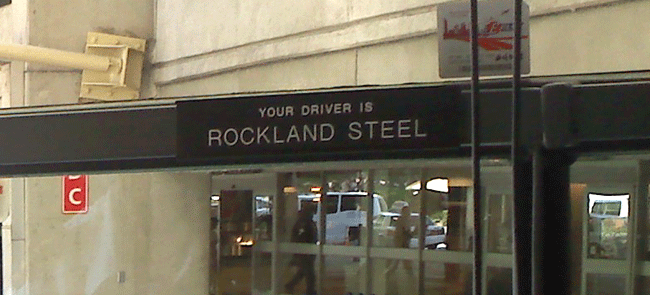 YOUR DRIVER IS
ROCKLAND STEEL
C